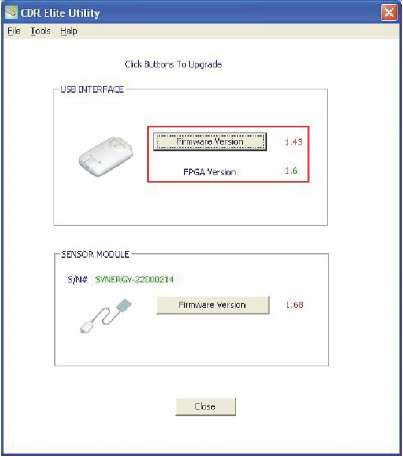 CDR Elite Utility
File Tools Help
Click Buttons To Upgrade
USB INTERFACE
Firmware Version 1.43
FPGA Version 1.6
SENSOR MODULE
S/N# SYNERGY-22000214
Firmware Version 1.68
Close